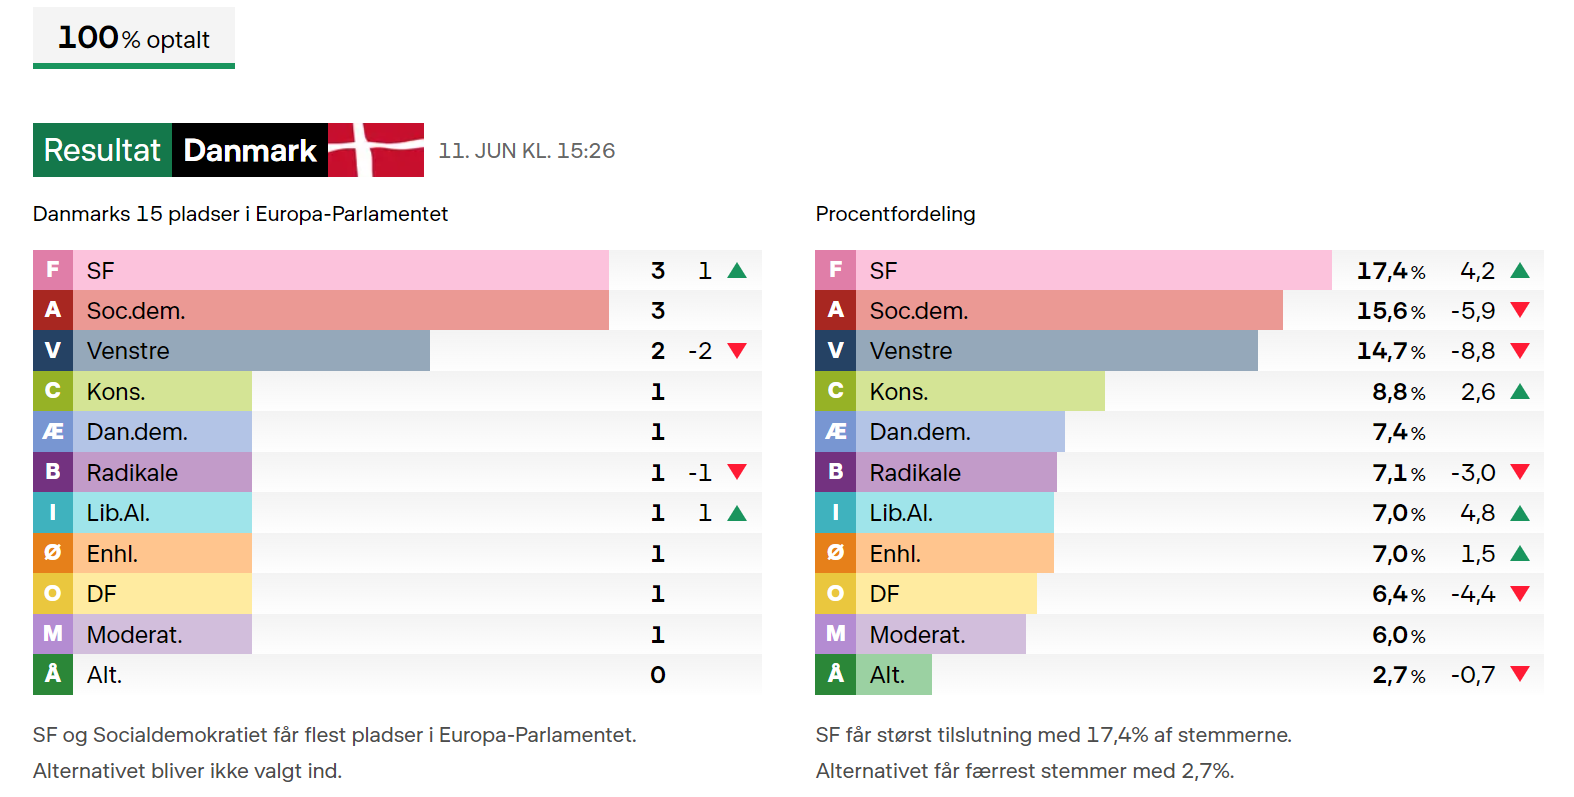 100% optalt
Resultat Danmark 11. JUN KL. 15:26
Danmarks 15 pladser i Europa-Parlamentet
F SF 3 1
A Soc.dem. 3
V Venstre 2 -2
C Kons. 1
Æ Dan.dem. 1
B Radikale 1 -1
I Lib.Al. 1 1
Ø Enhl. 1
O DF 1
M Moderat. 1
Å Alt. 0
SF og Socialdemokratiet får flest pladser i Europa-Parlamentet.
Alternativet bliver ikke valgt ind.
Procentfordeling
F SF 17,4% 4,2
A Soc.dem. 15,6% -5,9
V Venstre 14,7% -8,8
C Kons. 8,8% 2,6
Æ Dan.dem. 7,4%
B Radikale 7,1% -3,0
I Lib.Al. 7,0% 4,8
Ø Enhl. 7,0% 1,5
O DF 6,4% -4,4
M Moderat. 6,0%
Å Alt. 2,7% -0,7
SF får størst tilslutning med 17,4% af stemmerne.
Alternativet får færrest stemmer med 2,7%.